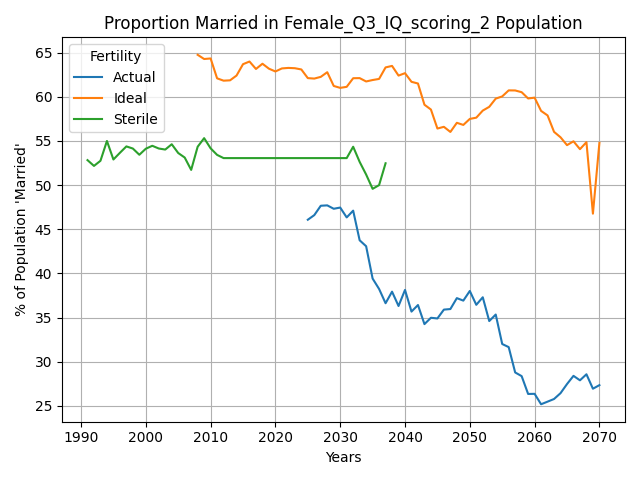 Proportion Married in Female_Q3_IQ_scoring_2 Population
Fertility
Actual
Ideal
Sterile
% of Population 'Married'
65
60
55
50
45
40
35
30
25
1990
2000
2010
2020
2030
2040
2050
2060
2070
Years